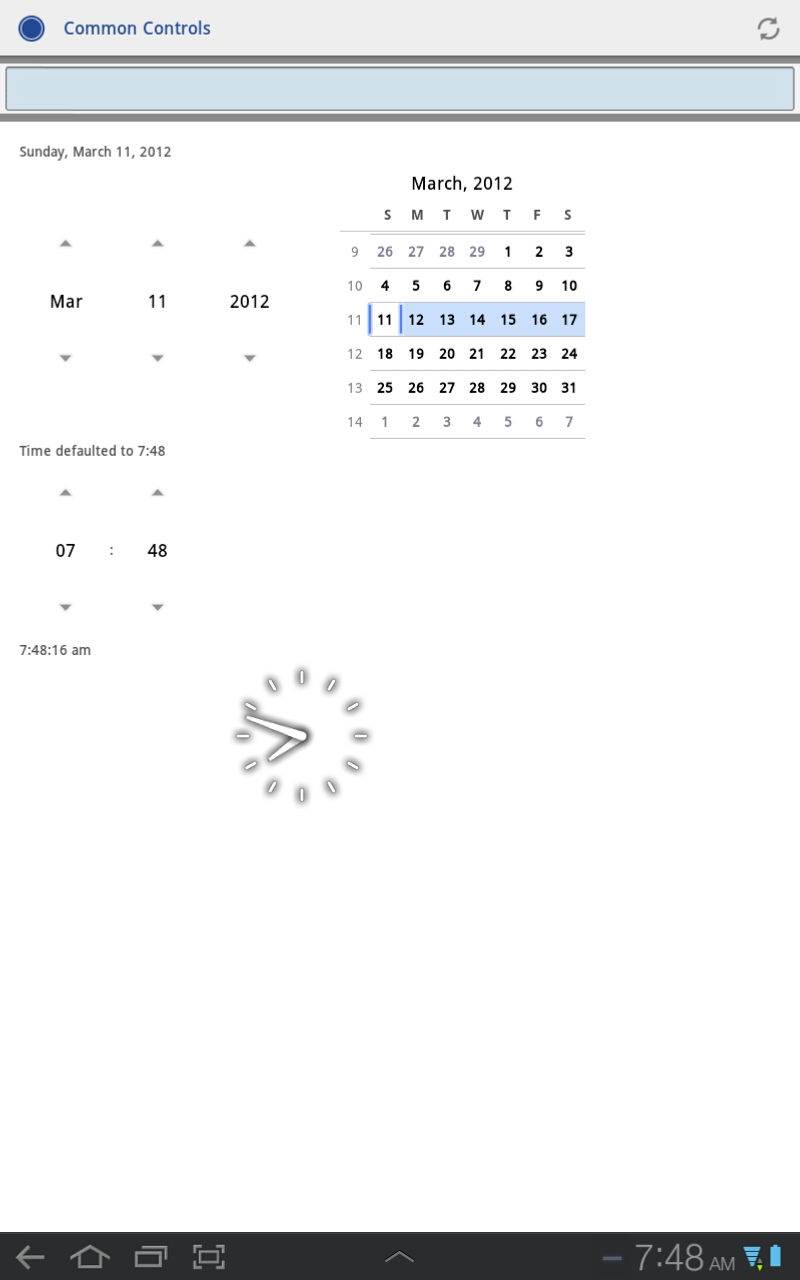 Common Controls
Sunday, March 11, 2012
March, 2012
S M T W T F S
9 26 27 28 29 1 2 3
10 4 5 6 7 8 9 10
11 11 12 13 14 15 16 17
12 18 19 20 21 22 23 24
13 25 26 27 28 29 30 31
14 1 2 3 4 5 6 7
Mar 11 2012
Time defaulted to 7:48
07 : 48
7:48:16 am
7:48 AM